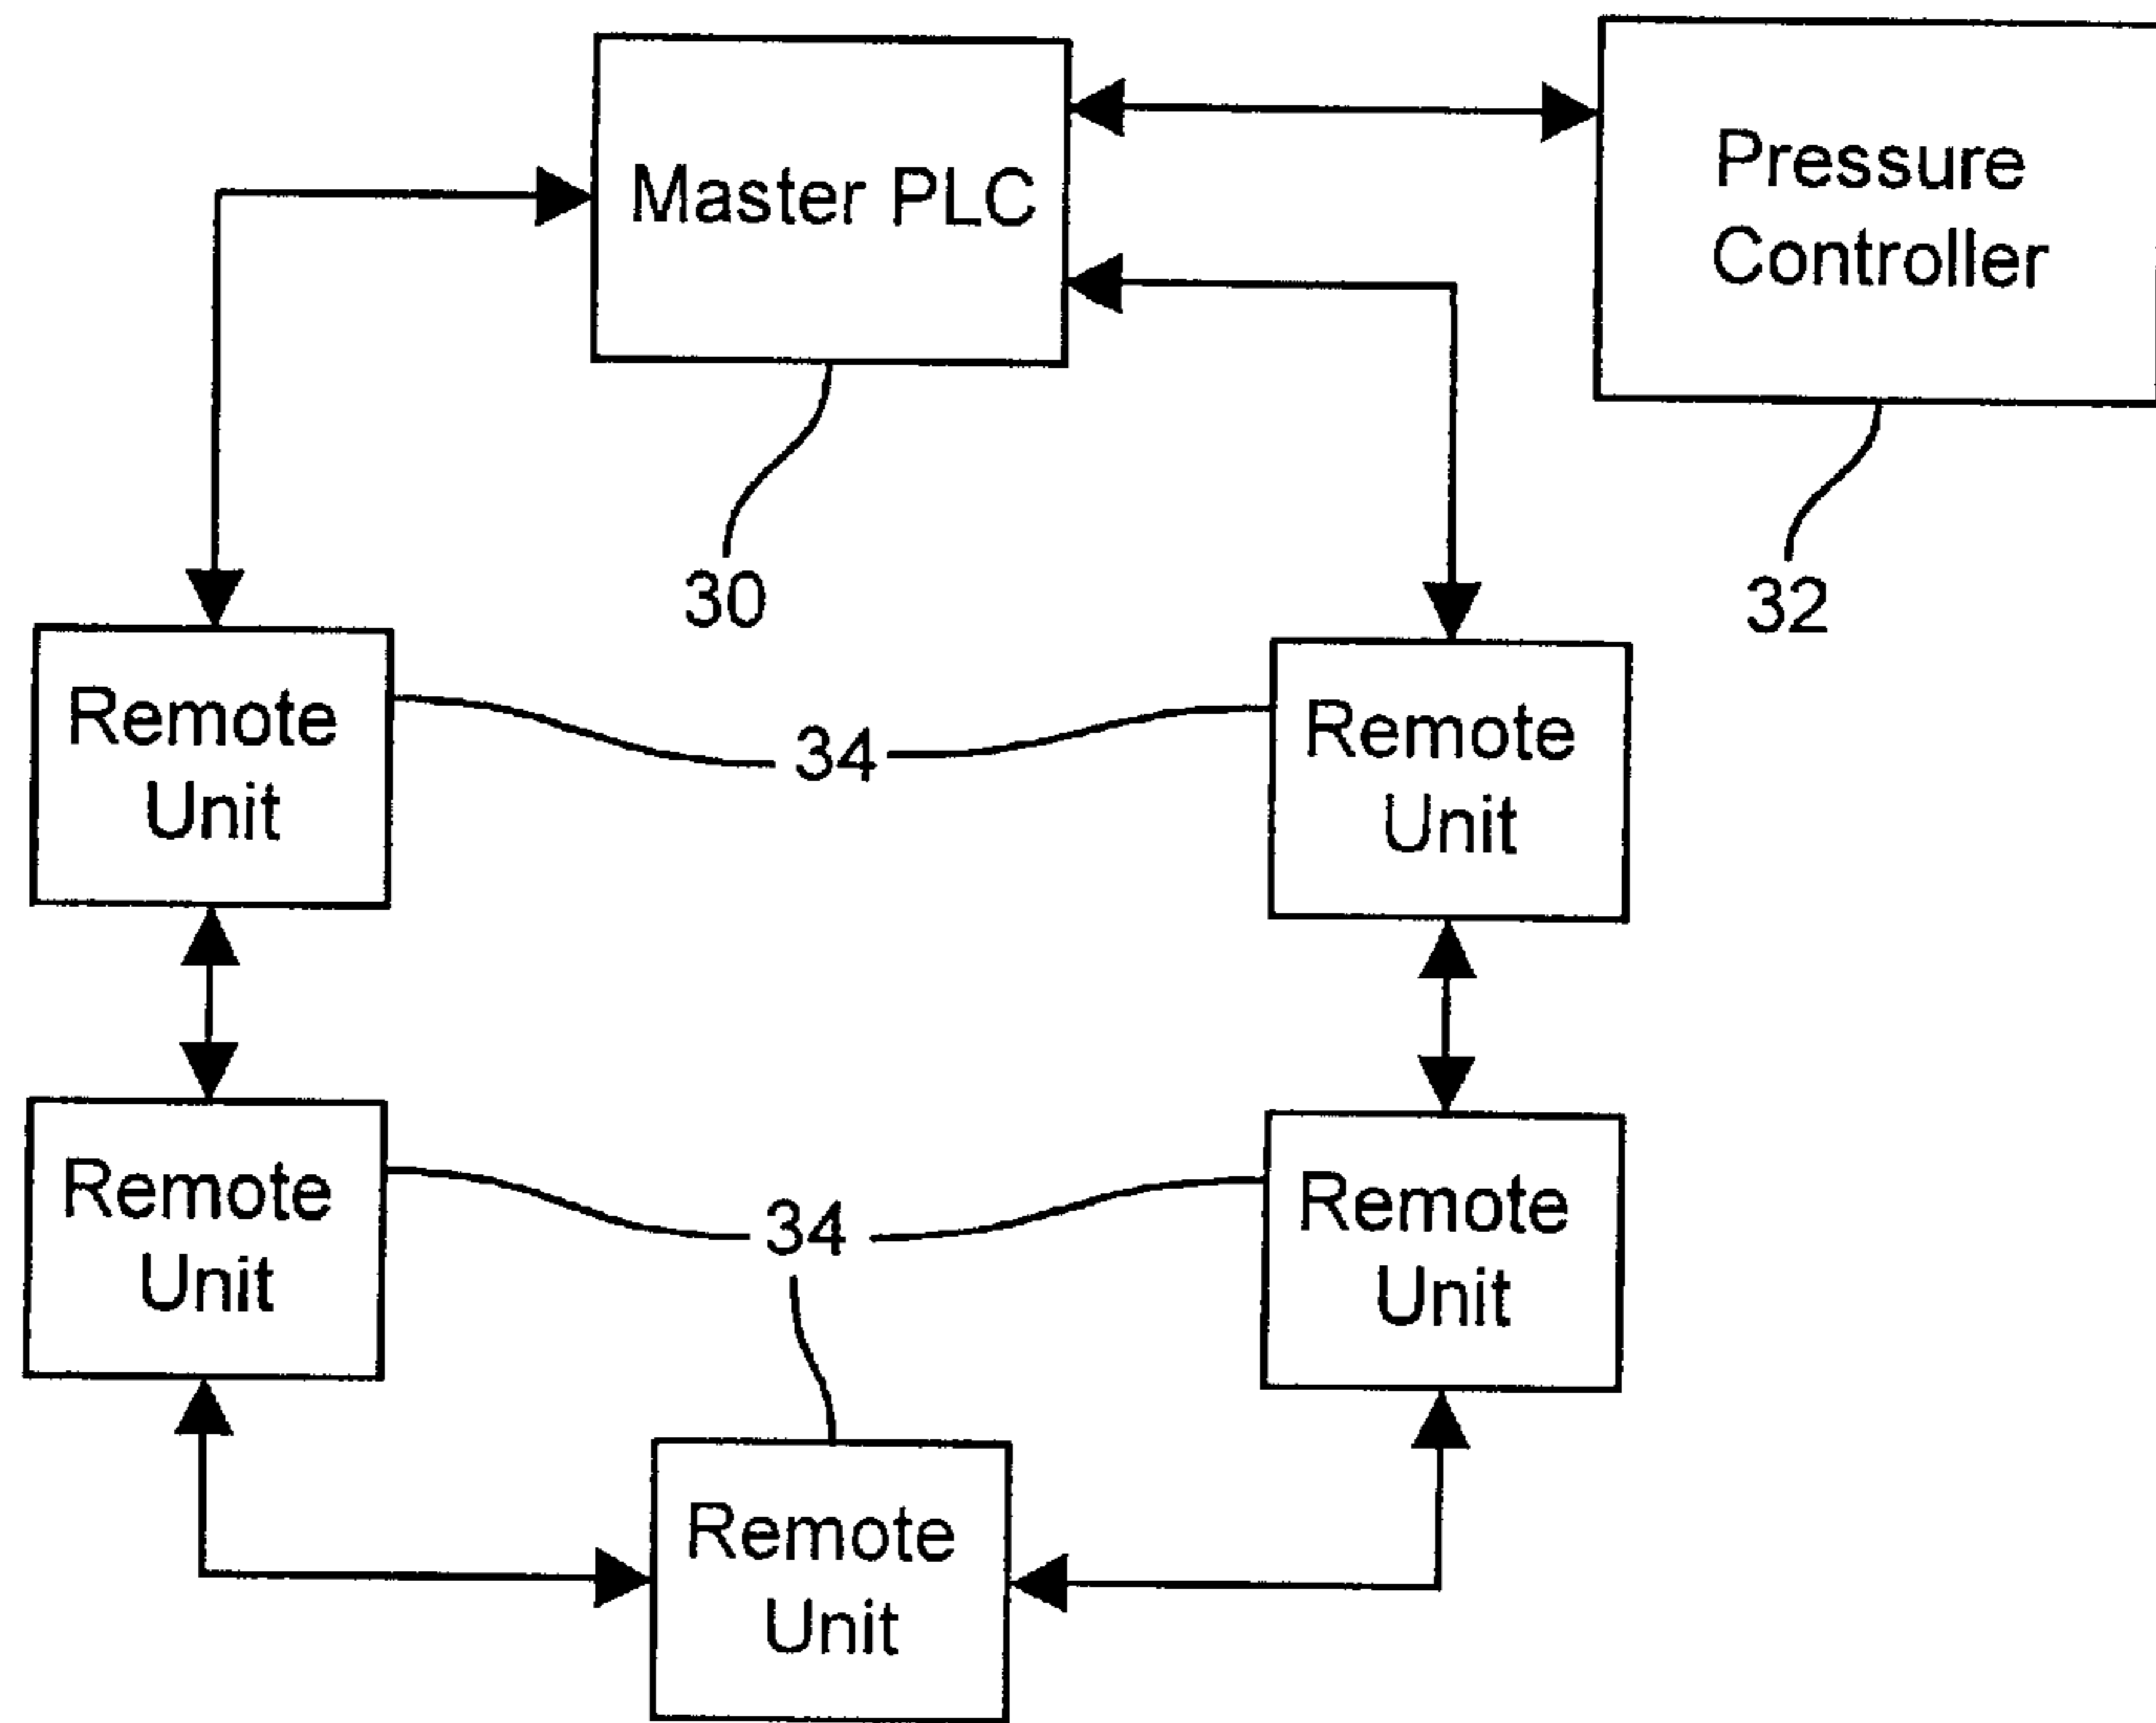 Master PLC
Pressure
Controller
30
32
Remote
Unit
34
Remote
Unit
Remote
Unit
34
Remote
Unit
Remote
Unit